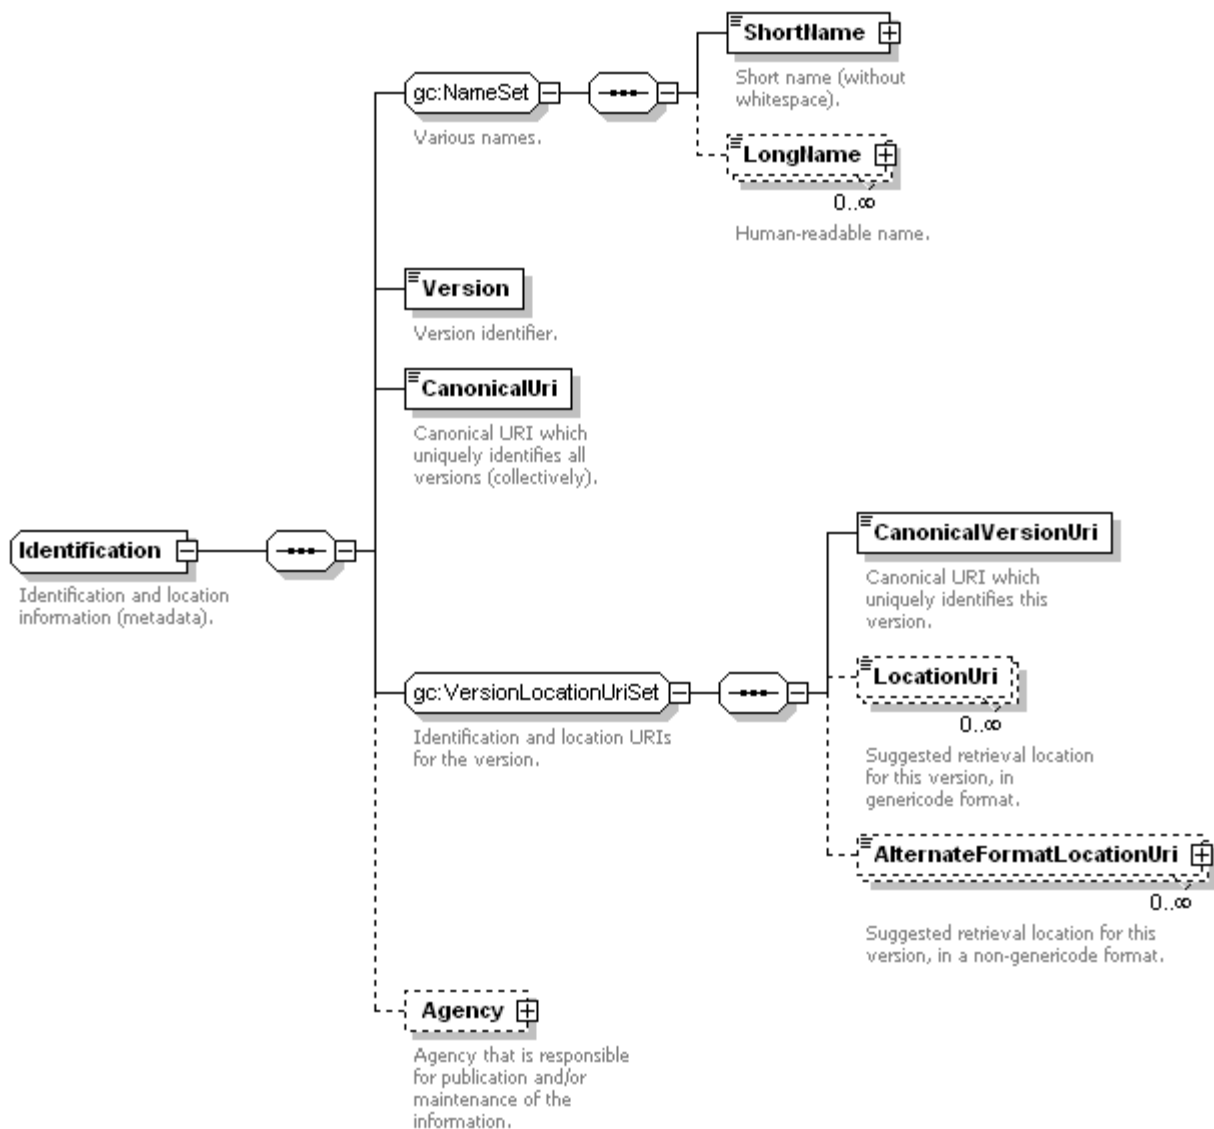 ShortName
Short name (without
whitespace).
gc:NameSet
Various names.
LongName
0..∞
Human-readable name.
Version
Version identifier.
CanonicalUri
Canonical URI which
uniquely identifies all
versions (collectively).
Identification
Identification and location
information (metadata).
CanonicalVersionUri
Canonical URI which
uniquely identifies this
version.
gc:VersionLocationUriSet
Identification and location URIs
for the version.
LocationUri
0..∞
Suggested retrieval location
for this version, in
genericode format.
AlternateFormatLocationUri
0..∞
Suggested retrieval location for this
version, in a non-genericode format.
Agency
Agency that is responsible
for publication and/or
maintenance of the
information.